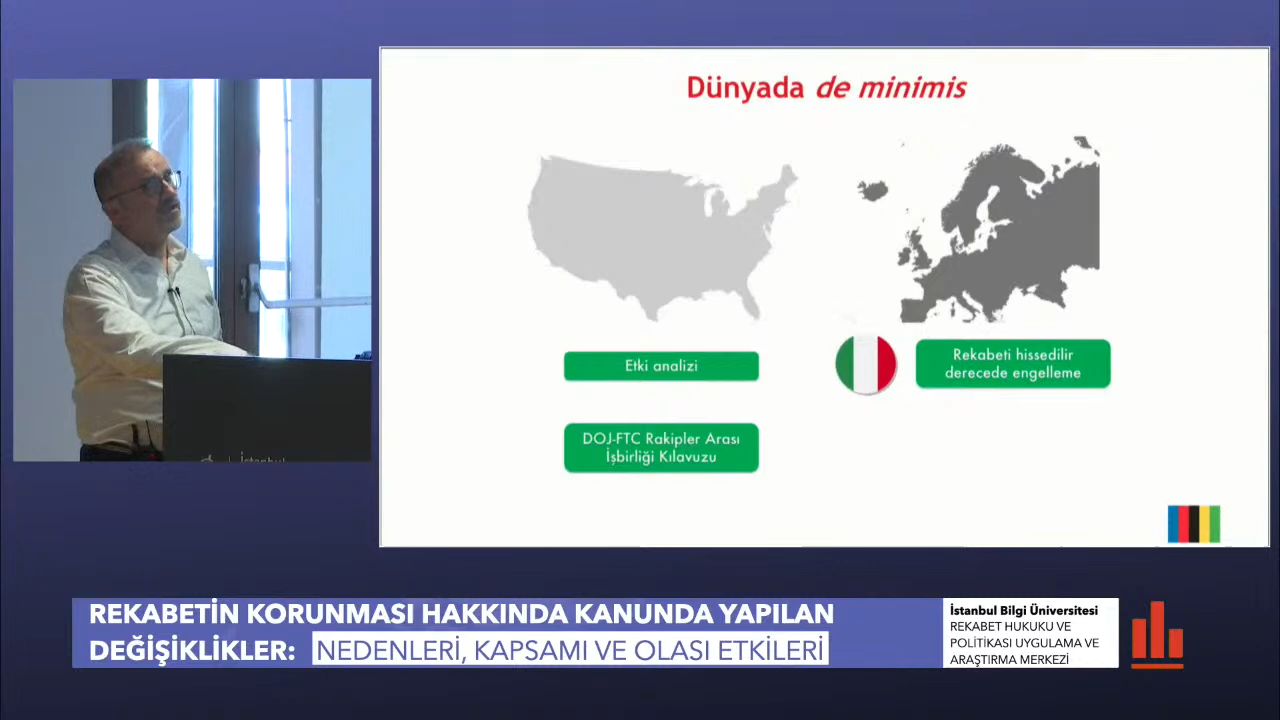 Dünyada de minimis
Etki analizi
Rekabeti hissedilir
derecede engelleme
DOJ-FTC Rakipler Arası
İşbirliği Kılavuzu
İstanbul
REKABETİN KORUNMASI HAKKINDA KANUNDA YAPILAN
DEĞİŞİKLİKLER: NEDENLERİ, KAPSAMI VE OLASI ETKİLERİ
İstanbul Bilgi Üniversitesi
REKABET HUKUKU VE
POLİTİKASI UYGULAMA VE
ARAŞTIRMA MERKEZİ